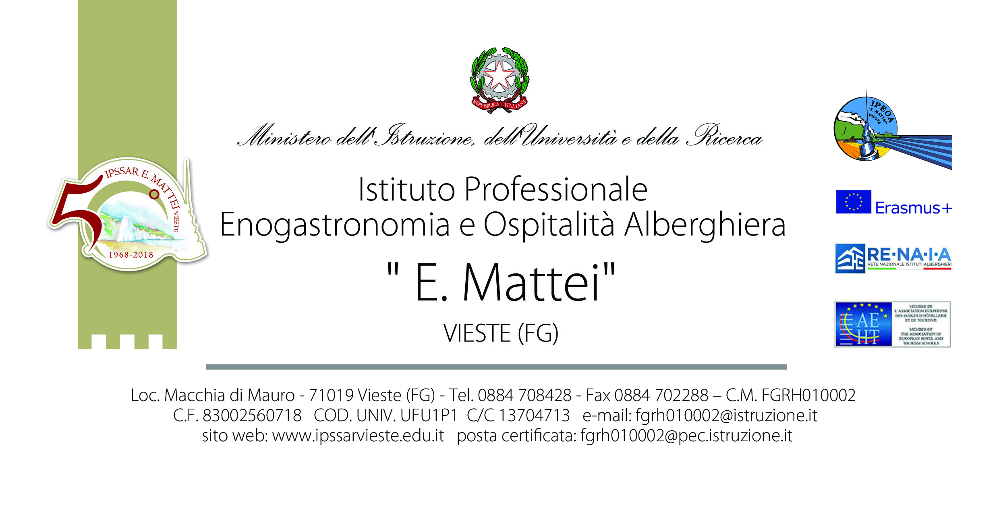 REPVBBLICA ITALIANA
Ministero dell'Istruzione, dell'Università e della Ricerca
IPEOA
"E. MATTEI"
VIESTE
IPSSAR E. MATTEI VIESTE
50
1968-2018
Istituto Professionale
Enogastronomia e Ospitalità Alberghiera
" E. Mattei"
VIESTE (FG)
Erasmus+
RE·NA·I·A
RETE NAZIONALE ISTITUTI ALBERGHIERI
AE
HT
MEMBRE DE
L'ASSOCIATION EUROPÉENNE
DES ECOLES D'HÔTELLERIE
ET DE TOURISME
MEMBER OF
THE ASSOCIATION OF
EUROPEAN HOTEL AND
TOURISM SCHOOLS
Loc. Macchia di Mauro - 71019 Vieste (FG) - Tel. 0884 708428 - Fax 0884 702288 – C.M. FGRH010002
C.F. 83002560718 COD. UNIV. UFU1P1 C/C 13704713 e-mail: fgrh010002@istruzione.it
sito web: www.ipssarvieste.edu.it posta certificata: fgrh010002@pec.istruzione.it